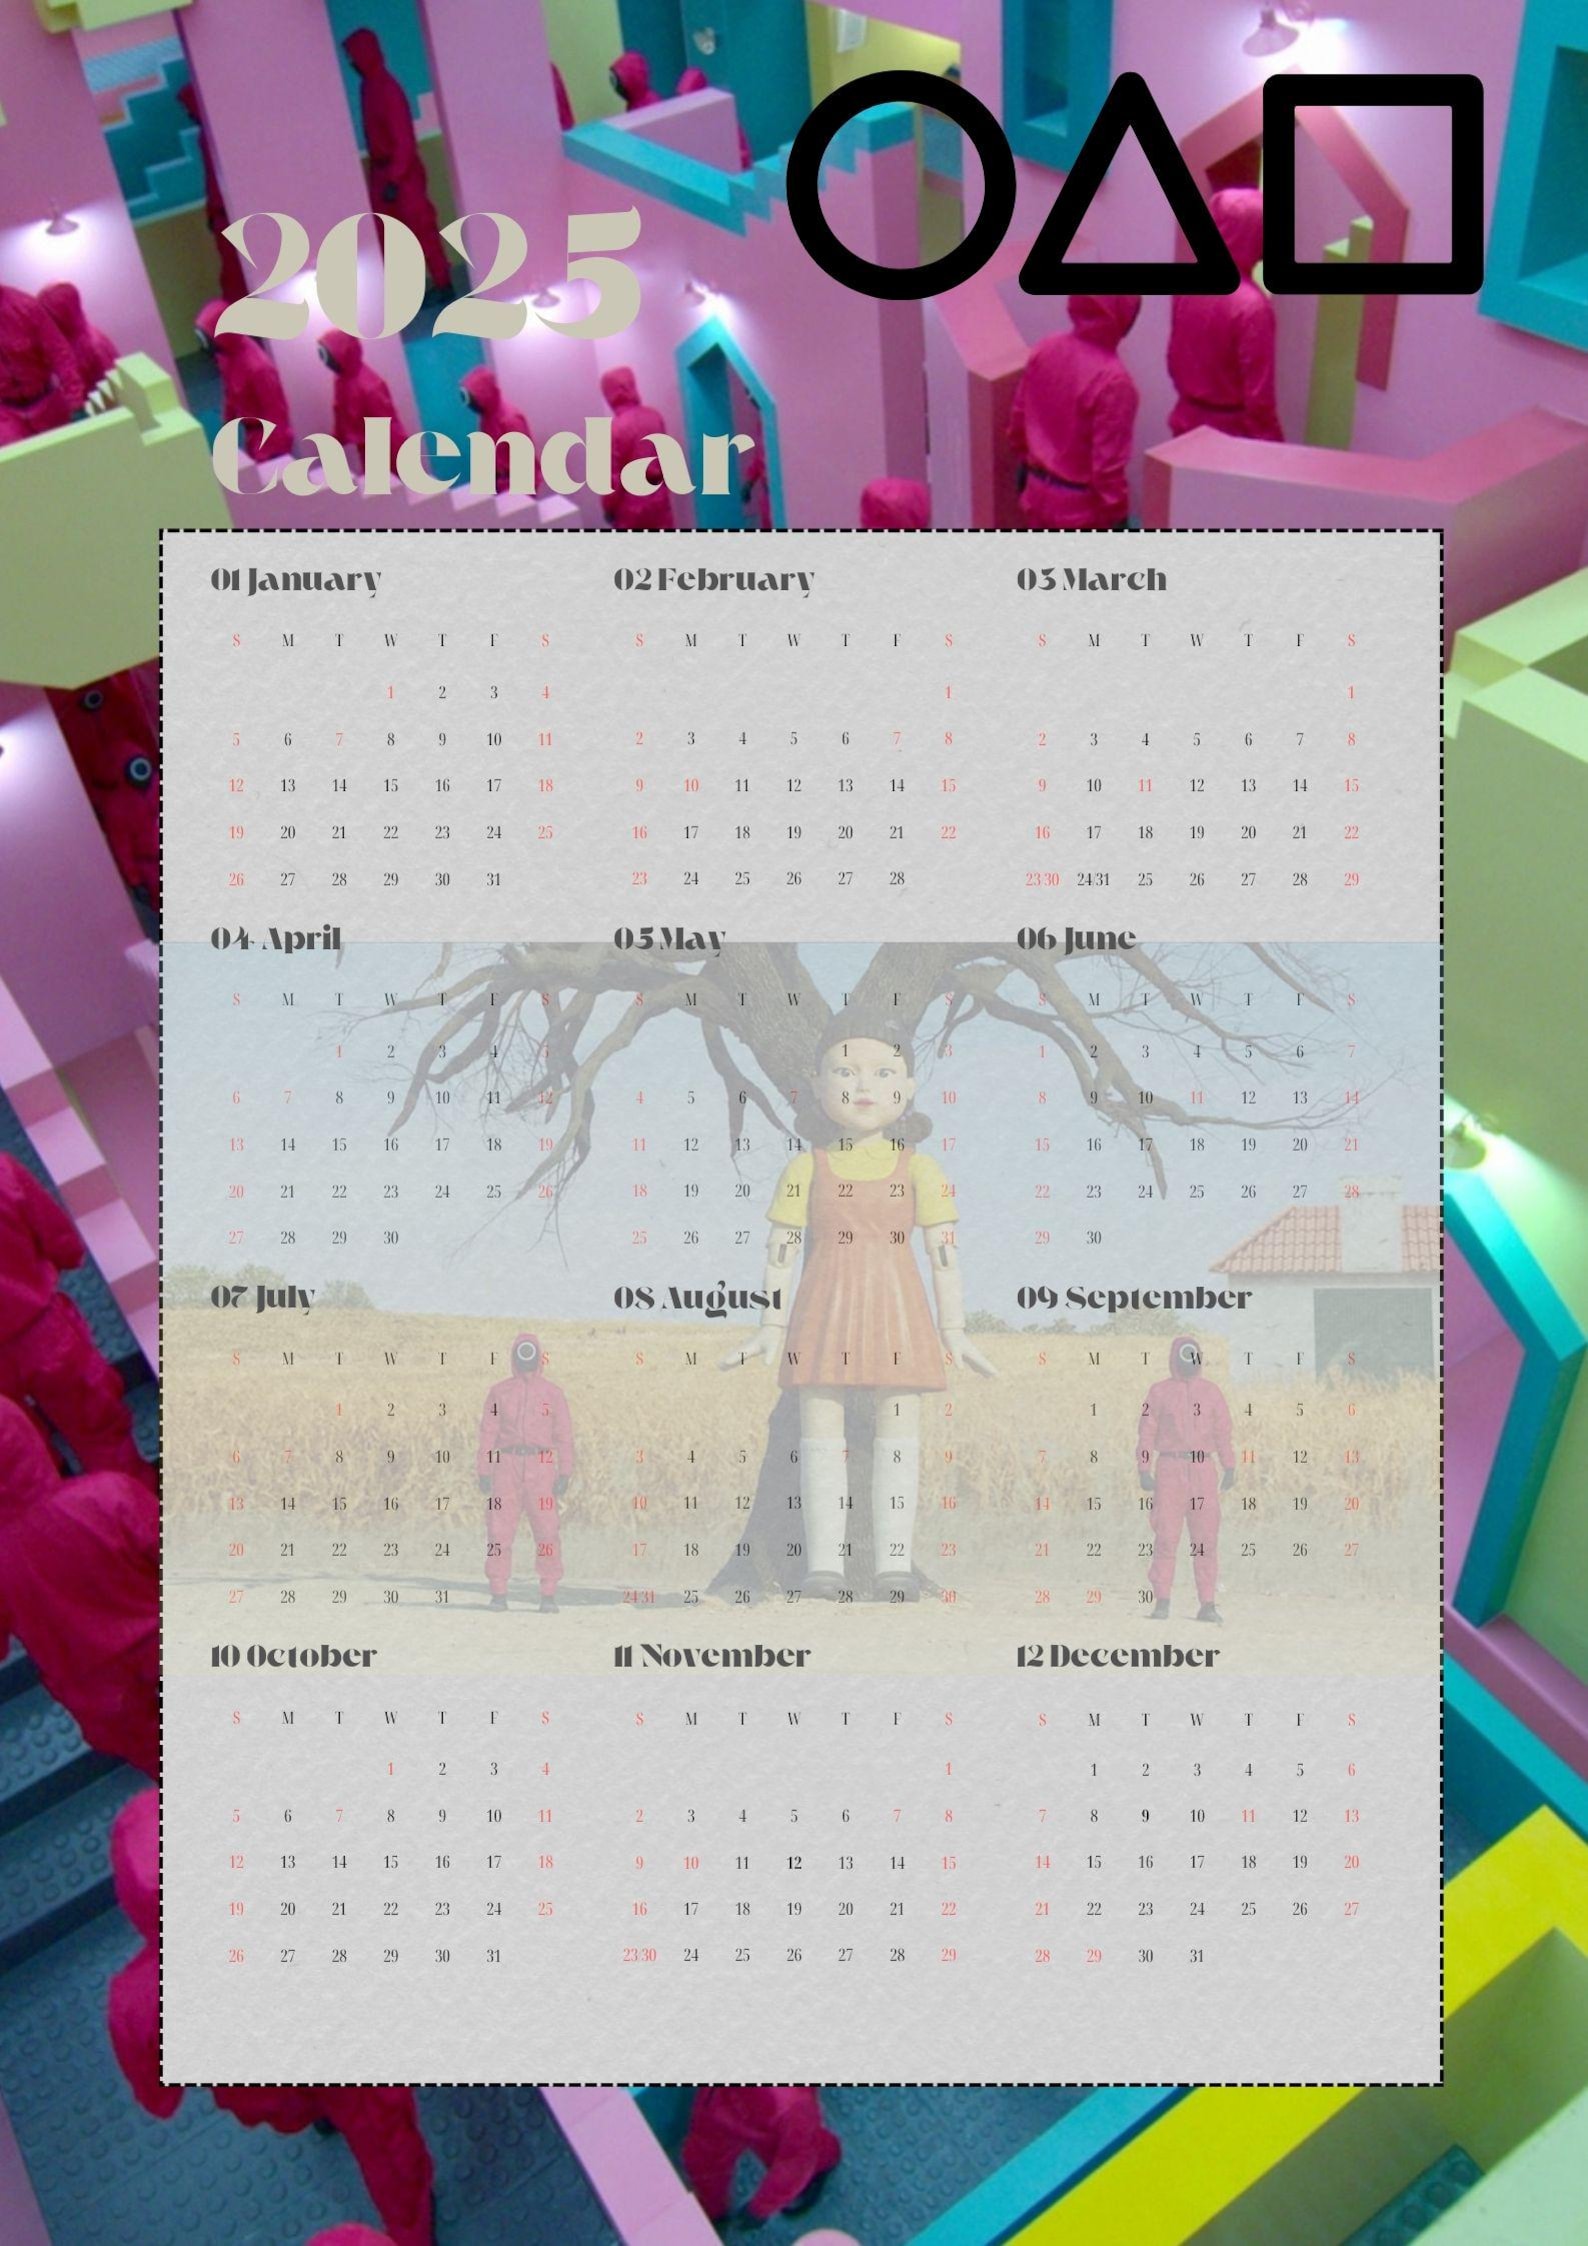 2025
Calendar
01 January
S M T W T F S
1 2 3 4
5 6 7 8 9 10 11
12 13 14 15 16 17 18
19 20 21 22 23 24 25
26 27 28 29 30 31
02 February
S M T W T F S
1
2 3 4 5 6 7 8
9 10 11 12 13 14 15
16 17 18 19 20 21 22
23 24 25 26 27 28
03 March
S M T W T F S
1
2 3 4 5 6 7 8
9 10 11 12 13 14 15
16 17 18 19 20 21 22
23/30 24/31 25 26 27 28 29
04 April
S M T W T F S
1 2 3 4 5
6 7 8 9 10 11 12
13 14 15 16 17 18 19
20 21 22 23 24 25 26
27 28 29 30
05 May
S M T W T F S
1 2 3
4 5 6 7 8 9 10
11 12 13 14 15 16 17
18 19 20 21 22 23 24
25 26 27 28 29 30 31
06 June
S M T W T F S
1 2 3 4 5 6 7
8 9 10 11 12 13 14
15 16 17 18 19 20 21
22 23 24 25 26 27 28
29 30
07 July
S M T W T F S
1 2 3 4 5
6 7 8 9 10 11 12
13 14 15 16 17 18 19
20 21 22 23 24 25 26
27 28 29 30 31
08 August
S M T W T F S
1 2
3 4 5 6 7 8 9
10 11 12 13 14 15 16
17 18 19 20 21 22 23
24/31 25 26 27 28 29 30
09 September
S M T W T F S
1 2 3 4 5 6
7 8 9 10 11 12 13
14 15 16 17 18 19 20
21 22 23 24 25 26 27
28 29 30
10 October
S M T W T F S
1 2 3 4
5 6 7 8 9 10 11
12 13 14 15 16 17 18
19 20 21 22 23 24 25
26 27 28 29 30 31
11 November
S M T W T F S
1
2 3 4 5 6 7 8
9 10 11 12 13 14 15
16 17 18 19 20 21 22
23/30 24 25 26 27 28 29
12 December
S M T W T F S
1 2 3 4 5 6
7 8 9 10 11 12 13
14 15 16 17 18 19 20
21 22 23 24 25 26 27
28 29 30 31